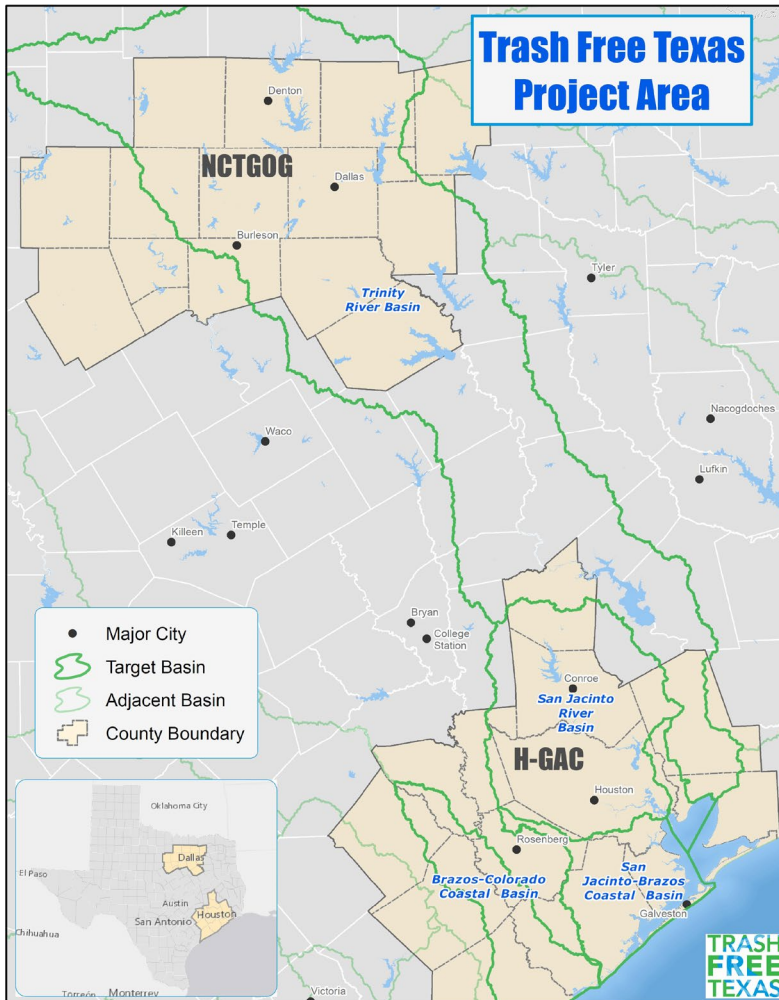 Trash Free Texas
Project Area
Denton
NCTGOG
Dallas
Burleson
Tyler
Trinity
River Basin
Nacogdoches
Waco
Lufkin
Temple
Killeen
Bryan
College
Station
Major City
Target Basin
Adjacent Basin
County Boundary
Conroe
San Jacinto
River
Basin
H-GAC
Houston
Rosenberg
Brazos-Colorado
Coastal Basin
San
Jacinto-Brazos
Coastal Basin
Galveston
Victoria
Oklahoma City
Dallas
El Paso
Austin
Houston
San Antonio
Chihuahua
Torreón
Monterrey
TRASH
FREE
TEXAS